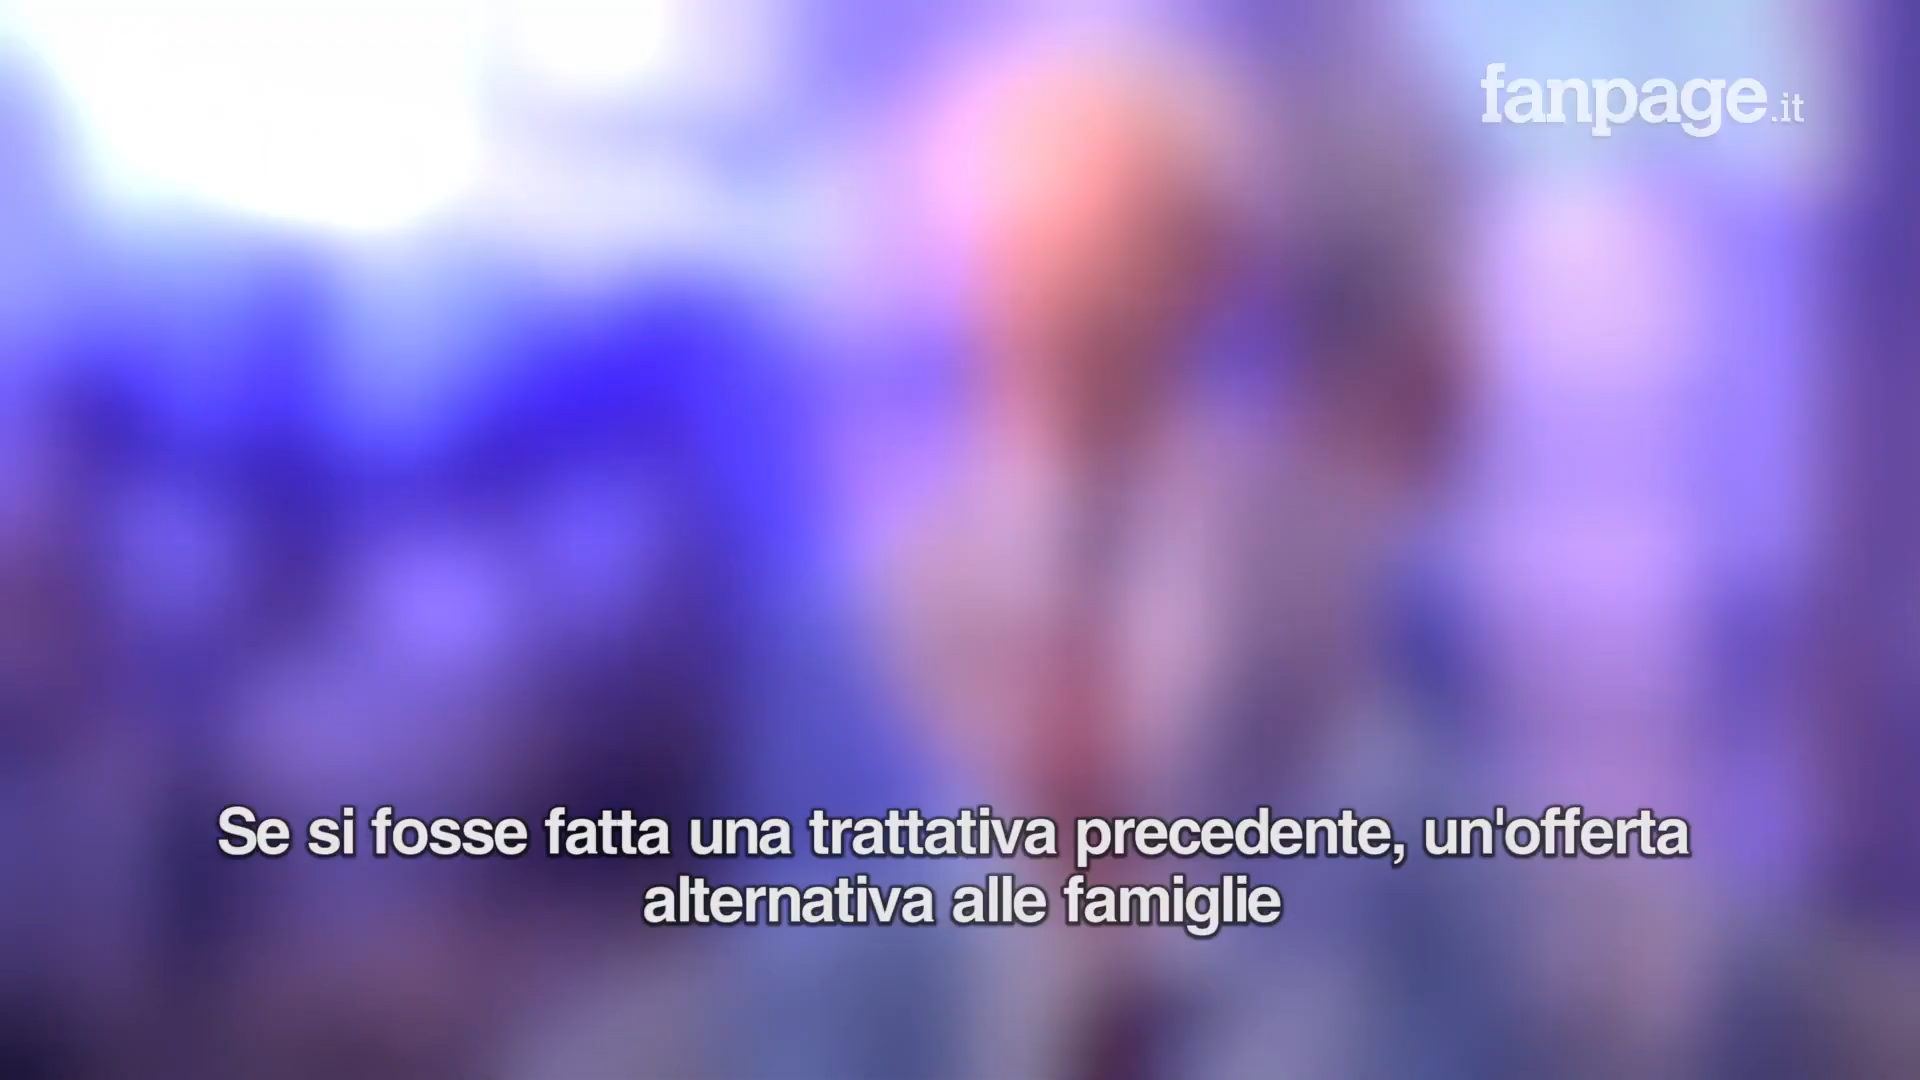 fanpage.it
Se si fosse fatta una trattativa precedente, un'offerta
alternativa alle famiglie